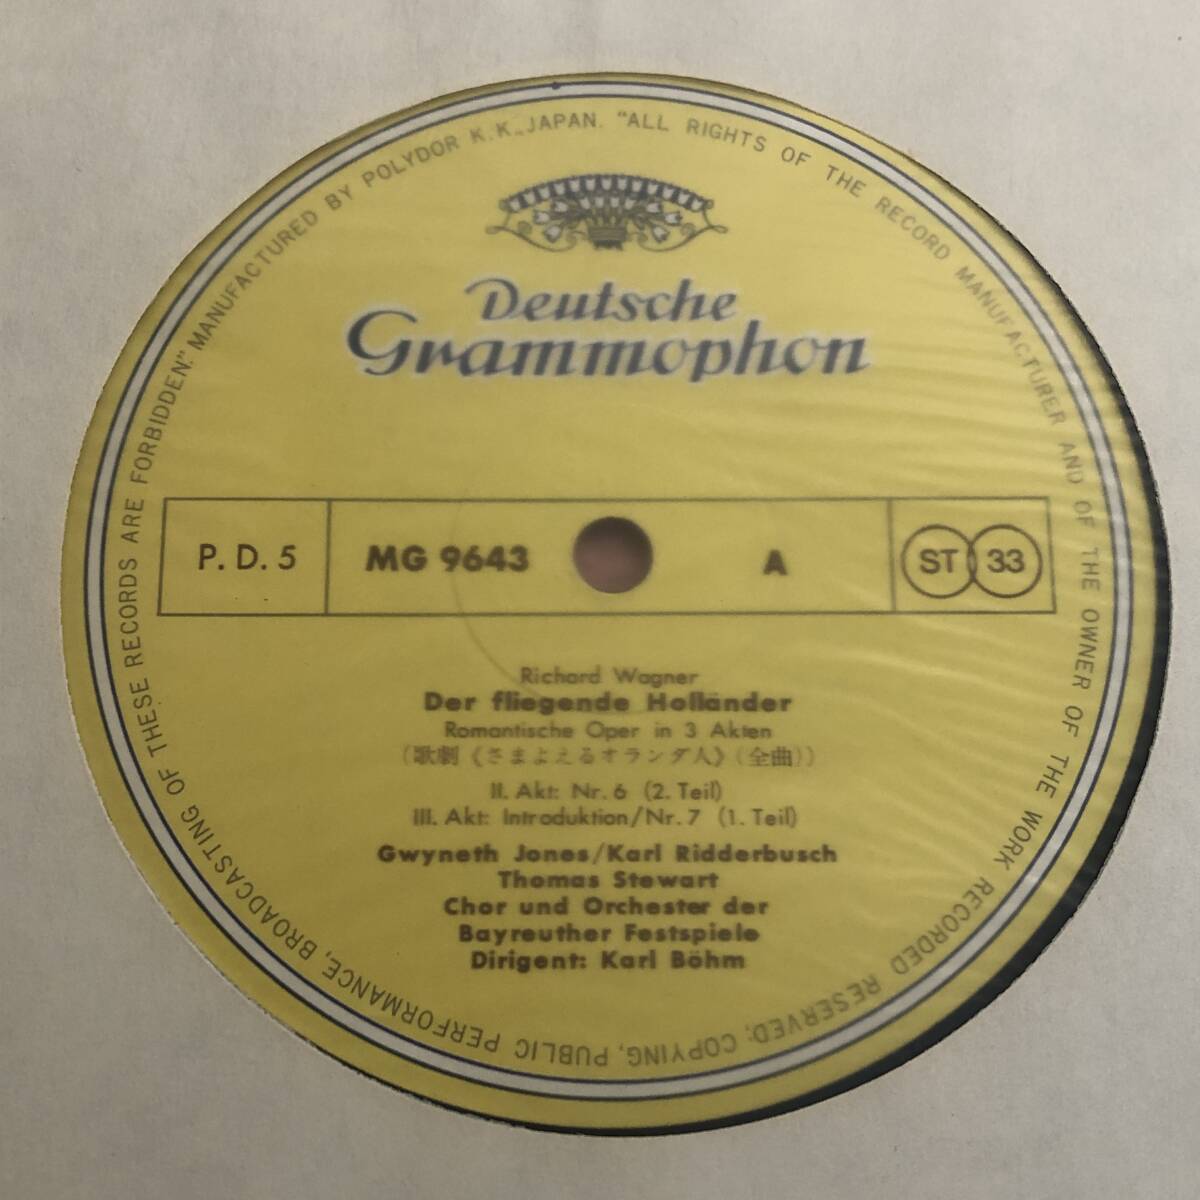 MANUFACTURED BY POLYDOR K.K., JAPAN. "ALL RIGHTS OF THE RECORD MANUFACTURER AND OF THE OWNER OF THE WORK RECORDED RESERVED; COPYING, PUBLIC PERFORMANCE, BROADCASTING OF THESE RECORDS ARE FORBIDDEN."
Deutsche
Grammophon
P. D. 5 MG 9643 A ST 33
Richard Wagner
Der fliegende Holländer
Romantische Oper in 3 Akten
(歌劇《さまよえるオランダ人》(全曲))
II. Akt: Nr. 6 (2. Teil)
III. Akt: Introduktion/Nr. 7 (1. Teil)
Gwyneth Jones/Karl Ridderbusch
Thomas Stewart
Chor und Orchester der
Bayreuther Festspiele
Dirigent: Karl Böhm